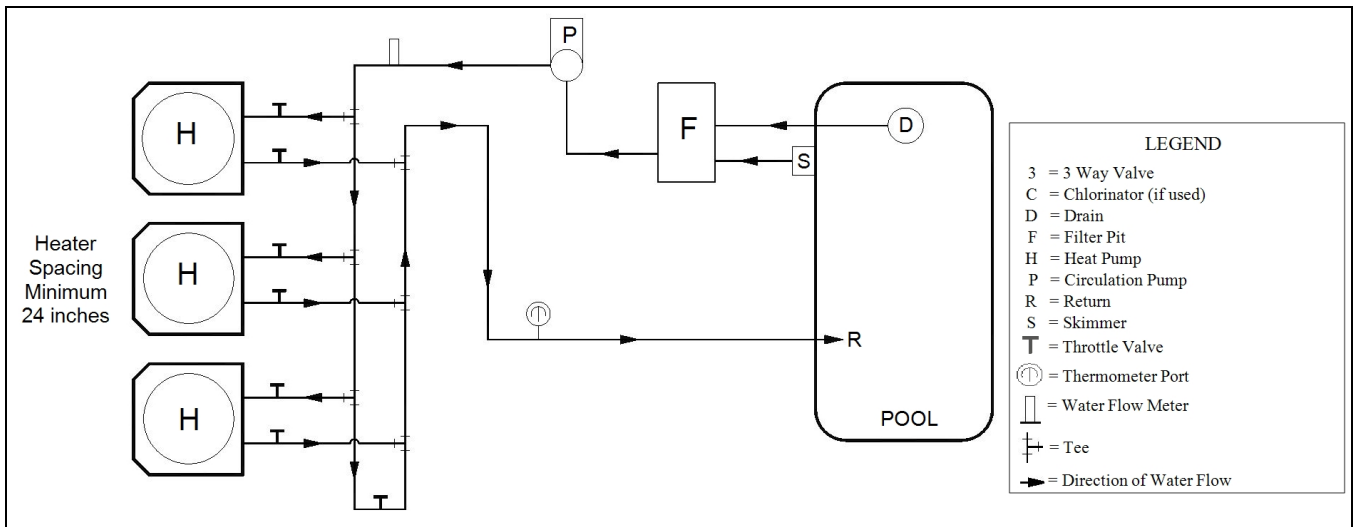 P
H
F
D
S
H
Heater
Spacing
Minimum
24 inches
T
R
H
POOL
T
T
T
T
T
T
T
LEGEND
3 = 3 Way Valve
C = Chlorinator (if used)
D = Drain
F = Filter Pit
H = Heat Pump
P = Circulation Pump
R = Return
S = Skimmer
T = Throttle Valve
= Thermometer Port
= Water Flow Meter
= Tee
= Direction of Water Flow